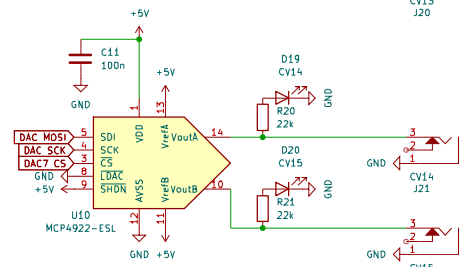 CV13
J20
+5V
C11
100n
GND
+5V
D19
CV14
GND
R20
22k
1
13
VDD
VrefA
VoutA
14
DAC MOSI
5
SDI
DAC SCK
4
SCK
DAC7 CS
3
CS
GND
8
LDAC
+5V
9
SHDN
AVSS
VrefB
VoutB
10
U10
MCP4922-ESL
12
11
GND
+5V
D20
CV15
GND
R21
22k
3
2
GND
1
CV14
J21
3
2
GND
1